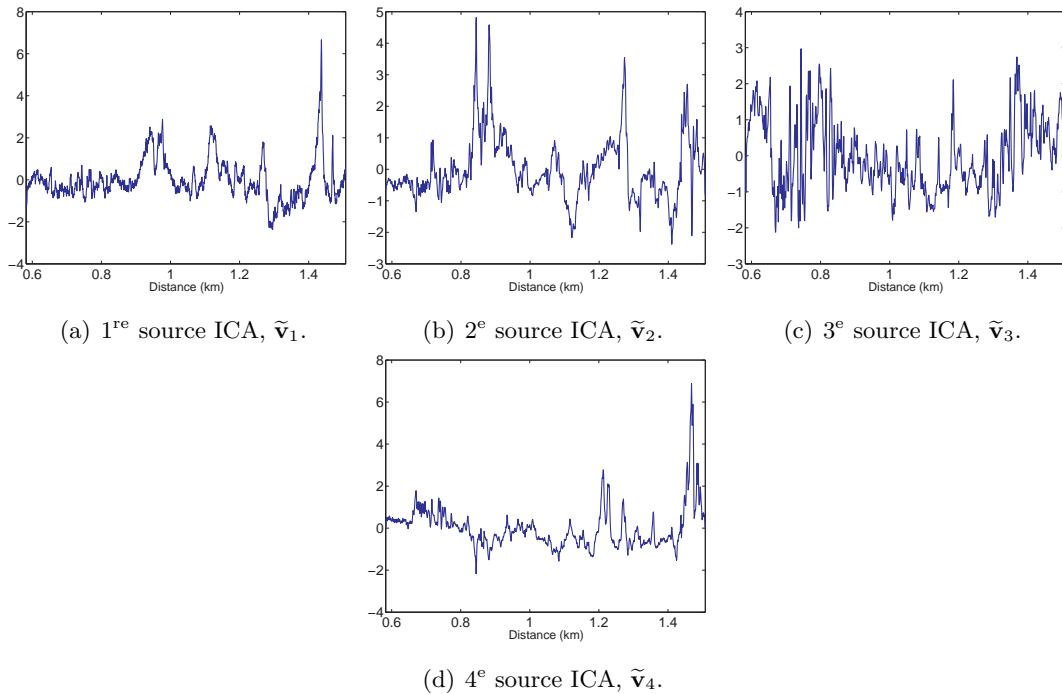 8
6
4
2
0
−2
−4
0.6 0.8 1 1.2 1.4
Distance (km)
(a) 1re source ICA, ṽ1.
5
4
3
2
1
0
−1
−2
−3
0.6 0.8 1 1.2 1.4
Distance (km)
(b) 2e source ICA, ṽ2.
4
3
2
1
0
−1
−2
−3
0.6 0.8 1 1.2 1.4
Distance (km)
(c) 3e source ICA, ṽ3.
8
6
4
2
0
−2
−4
0.6 0.8 1 1.2 1.4
Distance (km)
(d) 4e source ICA, ṽ4.